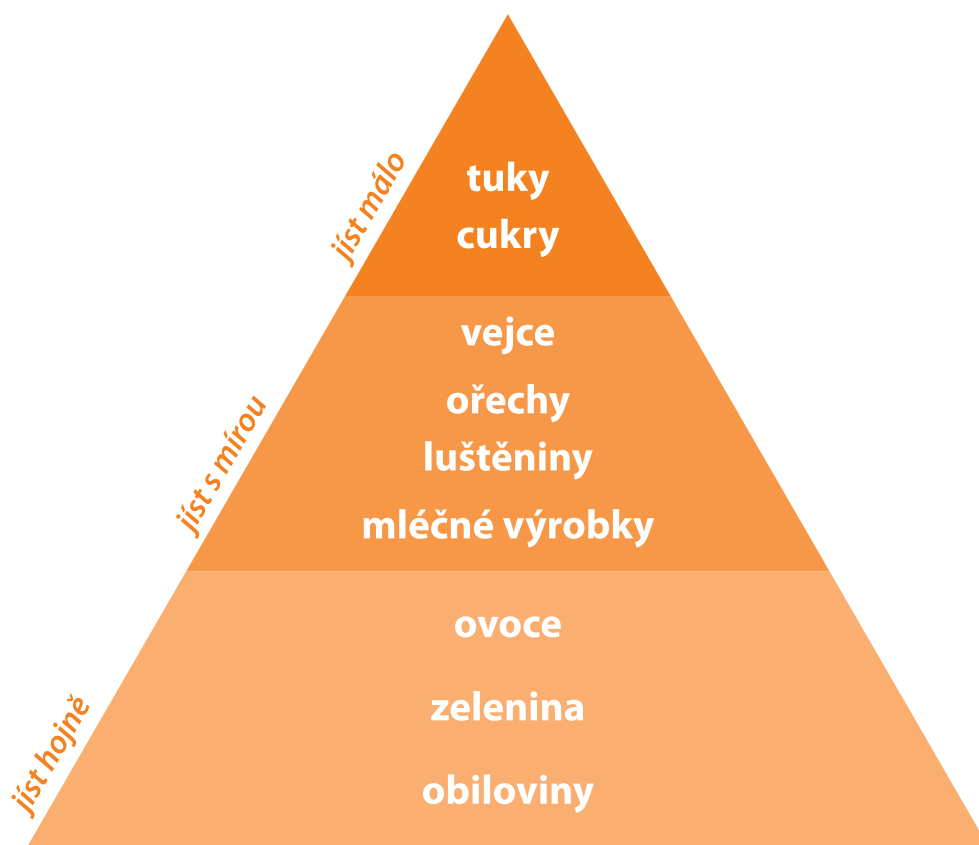 jíst málo
tuky
cukry
jíst s mírou
vejce
ořechy
luštěniny
mléčné výrobky
jíst hojně
ovoce
zelenina
obiloviny